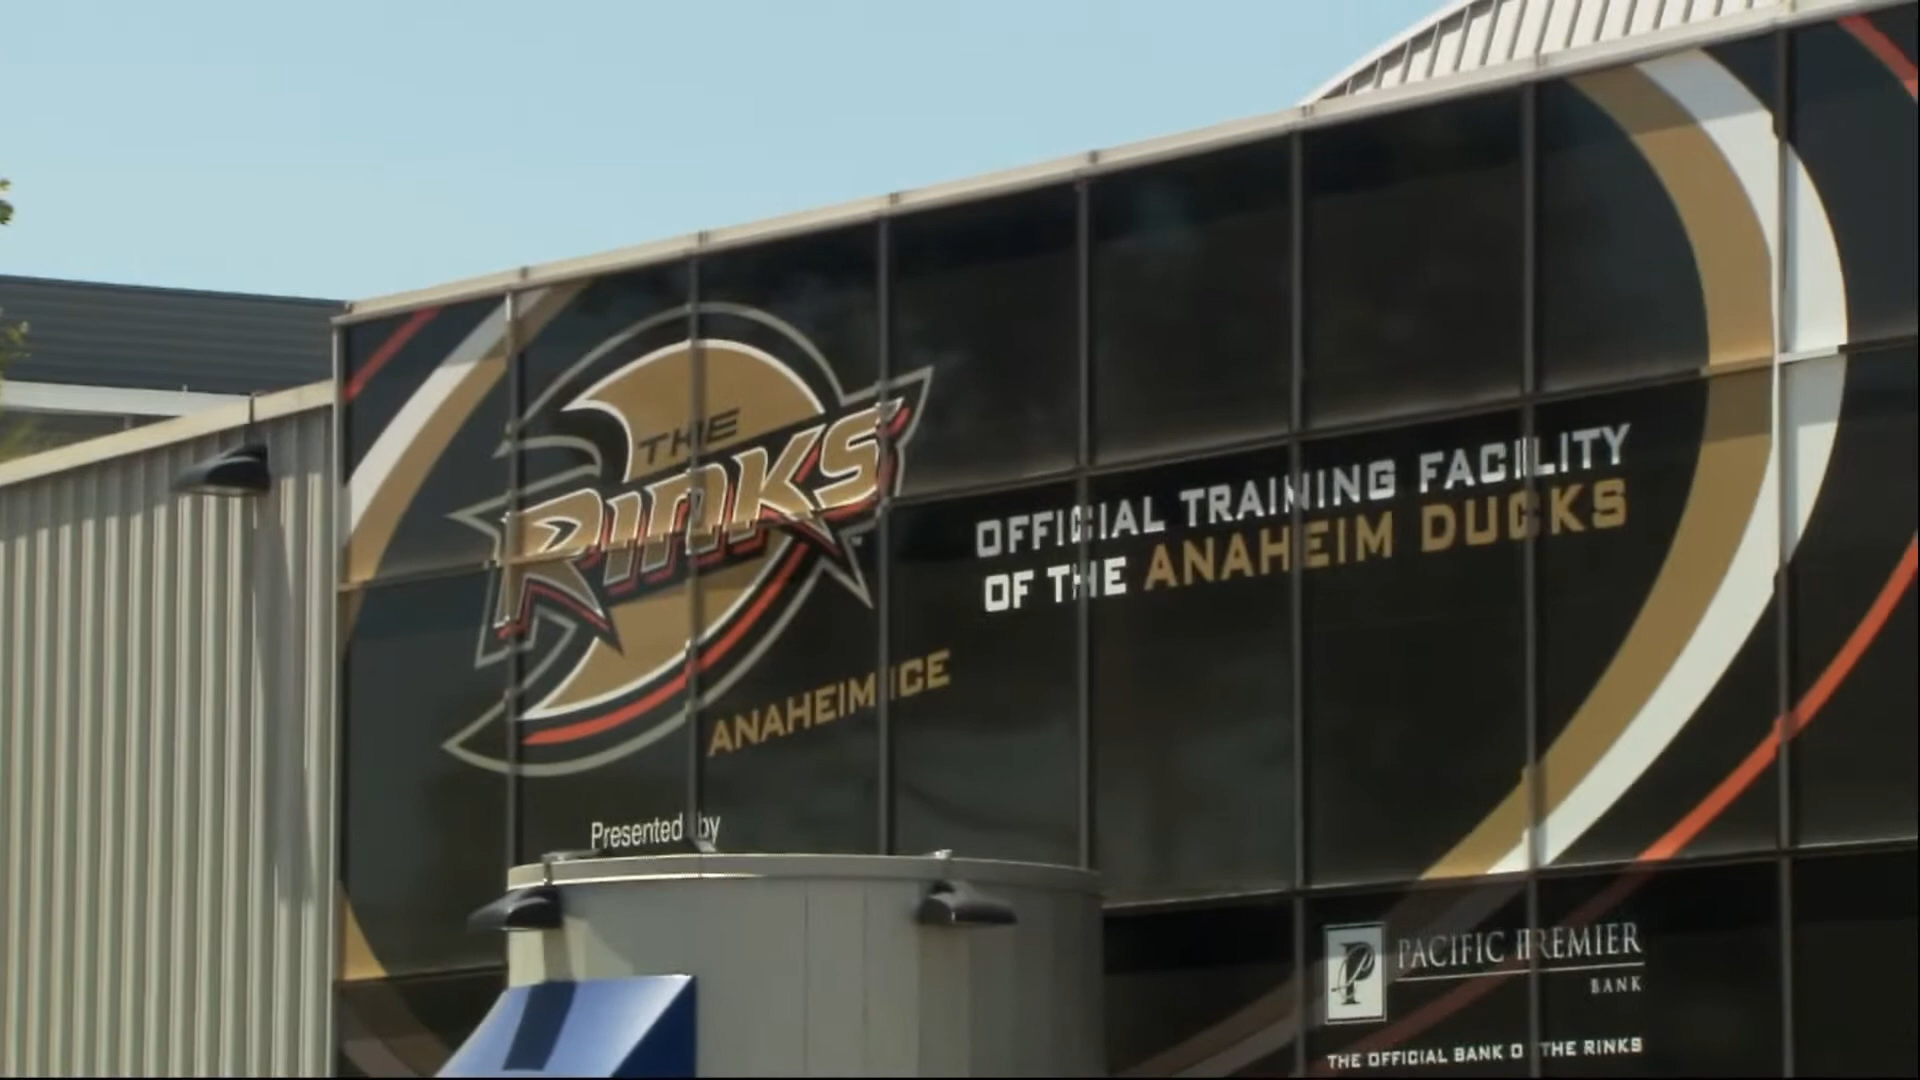 THE
RINKS
ANAHEIM ICE
OFFICIAL TRAINING FACILITY
OF THE ANAHEIM DUCKS
Presented by
P PACIFIC PREMIER
BANK
THE OFFICIAL BANK OF THE RINKS